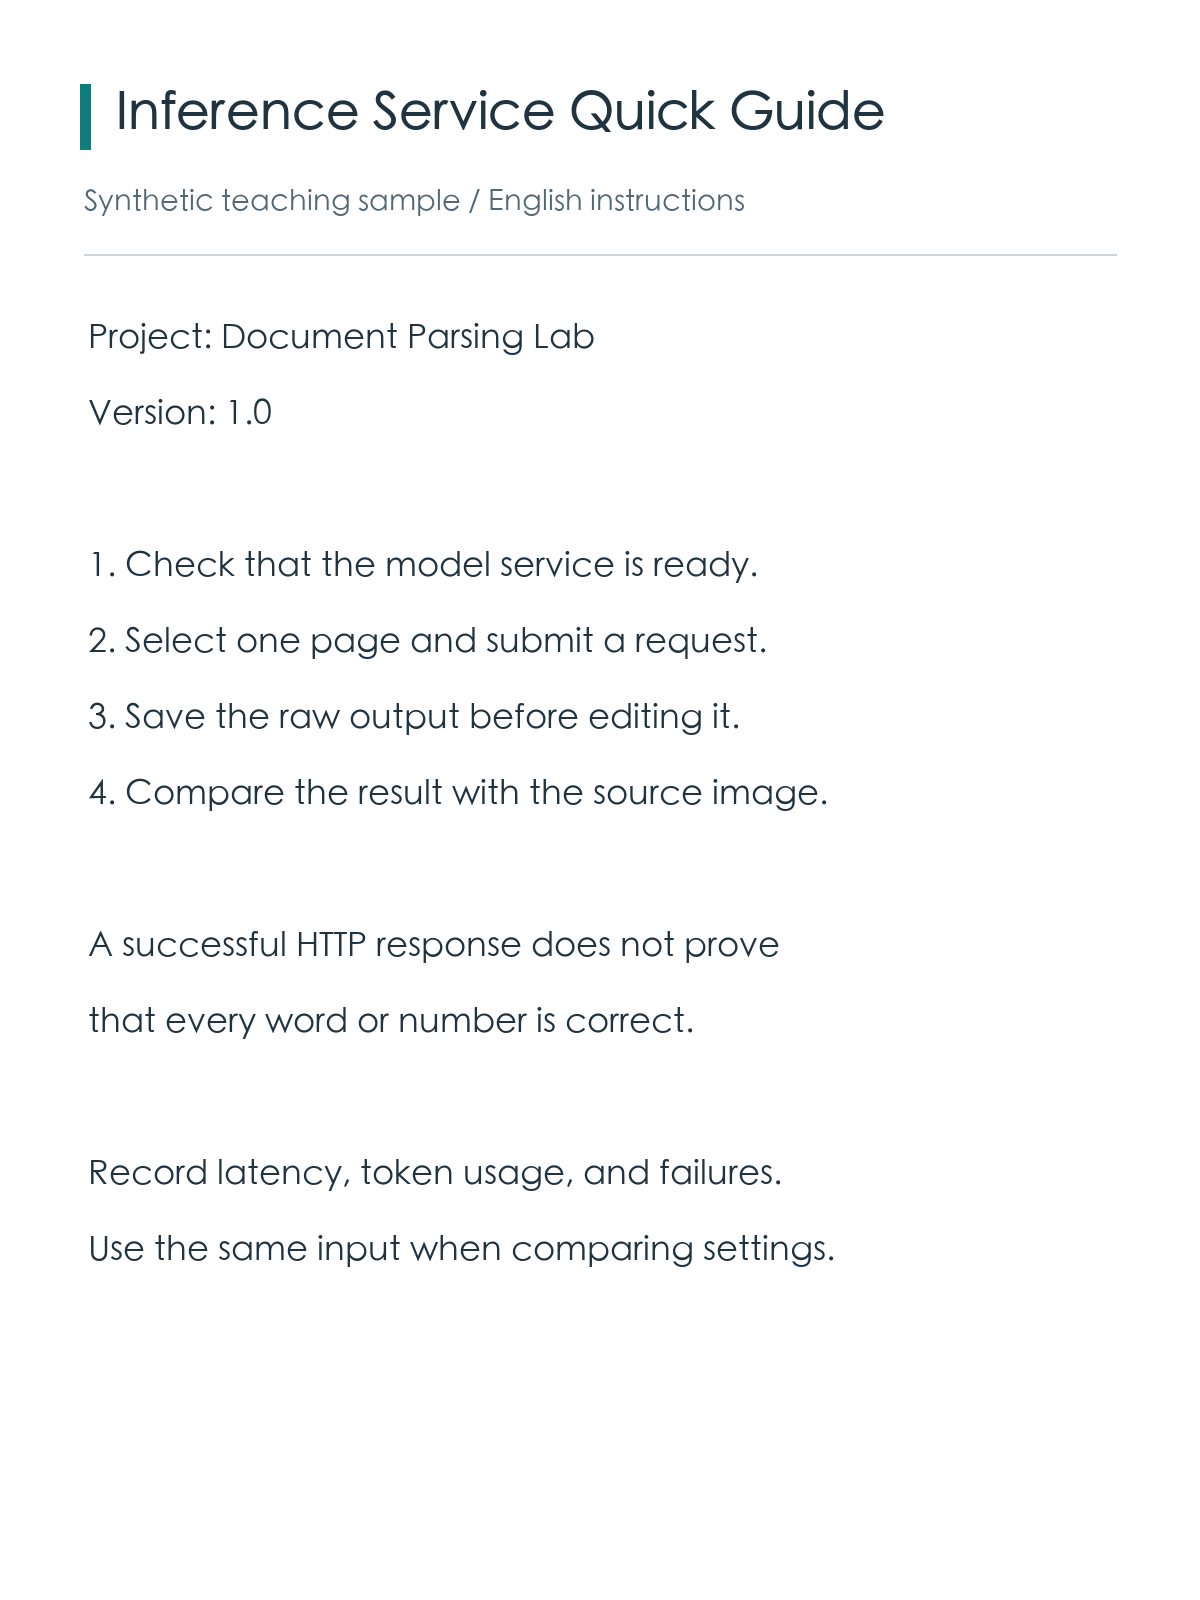 Inference Service Quick Guide
Synthetic teaching sample / English instructions
Project: Document Parsing Lab
Version: 1.0
1. Check that the model service is ready.
2. Select one page and submit a request.
3. Save the raw output before editing it.
4. Compare the result with the source image.
A successful HTTP response does not prove
that every word or number is correct.
Record latency, token usage, and failures.
Use the same input when comparing settings.